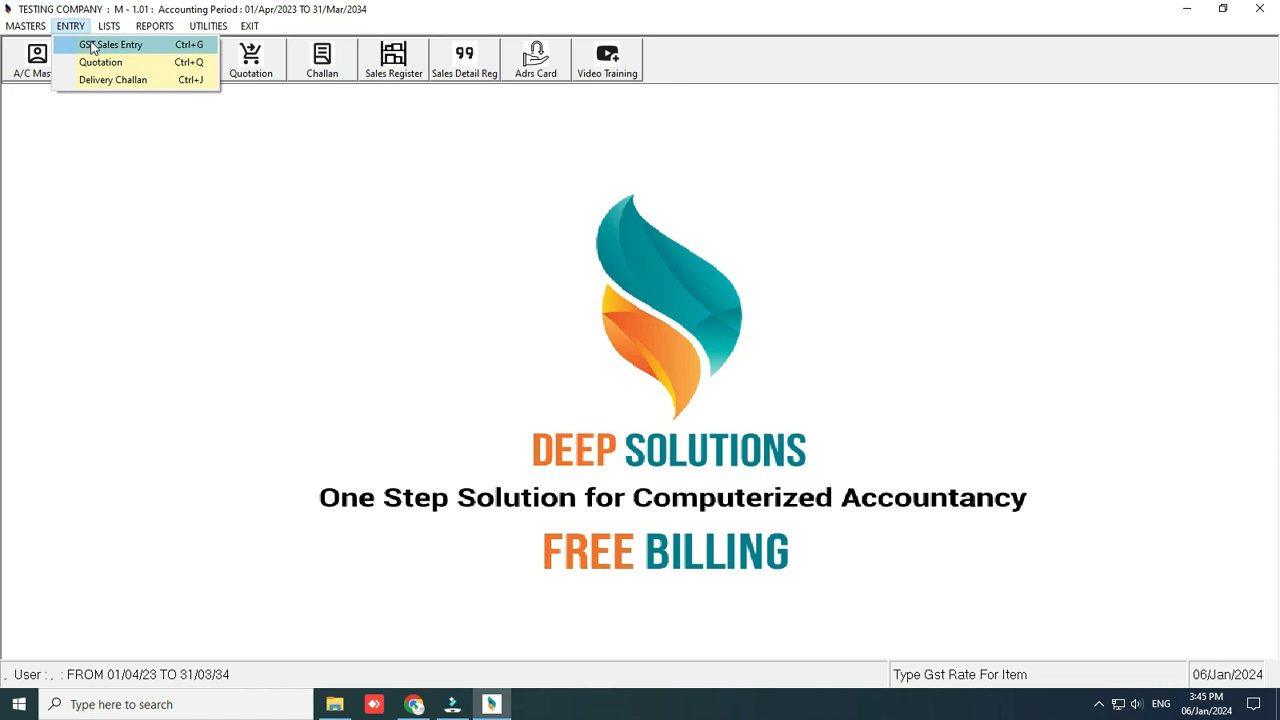 TESTING COMPANY : M - 1.01 : Accounting Period : 01/Apr/2023 TO 31/Mar/2034
MASTERS ENTRY LISTS REPORTS UTILITIES EXIT
GST Sales Entry Ctrl+G
Quotation Ctrl+Q
Delivery Challan Ctrl+J
A/C Mas Quotation Challan Sales Register Sales Detail Reg Adrs Card Video Training
DEEP SOLUTIONS
One Step Solution for Computerized Accountancy
FREE BILLING
. User : . : FROM 01/04/23 TO 31/03/34 Type Gst Rate For Item 06/Jan/2024
Type here to search ENG 3:45 PM
06/Jan/2024